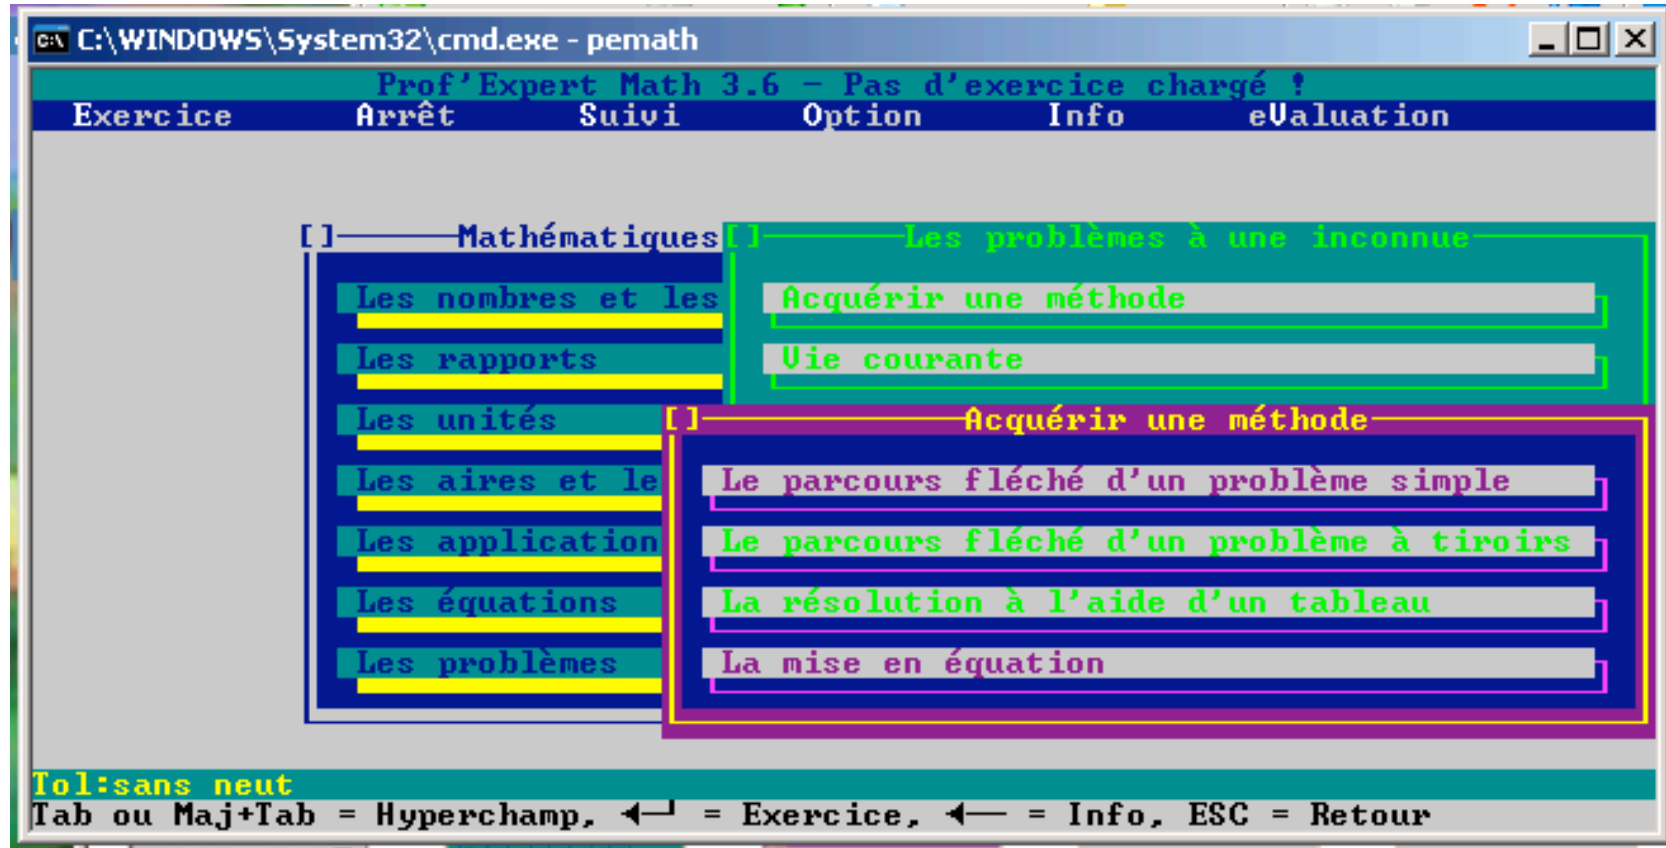 C:\WINDOWS\System32\cmd.exe - pemath
Prof'Expert Math 3.6 - Pas d'exercice chargé !
Exercice Arrêt Suivi Option Info eValuation
[ ] Mathématiques
Les nombres et les
Les rapports
Les unités
Les aires et le
Les application
Les équations
Les problèmes
[ ] Les problèmes à une inconnue
Acquérir une méthode
Vie courante
[ ] Acquérir une méthode
Le parcours fléché d'un problème simple
Le parcours fléché d'un problème à tiroirs
La résolution à l'aide d'un tableau
La mise en équation
Tol:sans neut
Tab ou Maj+Tab = Hyperchamp, ◄┘ = Exercice, ◄─ = Info, ESC = Retour